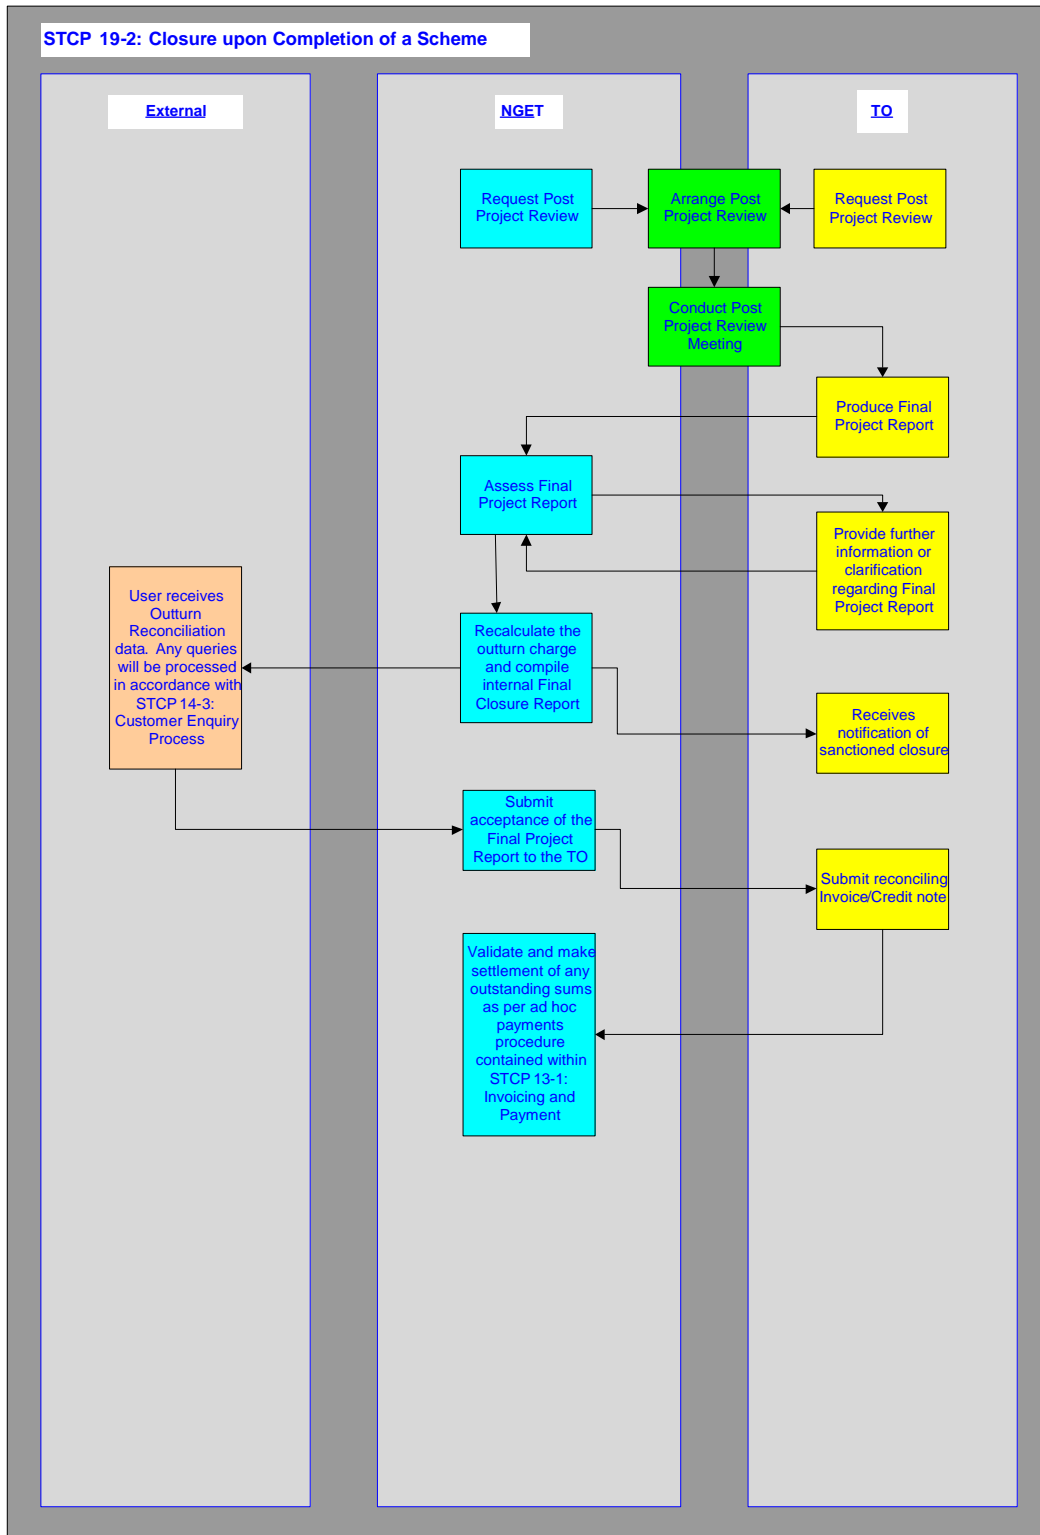 STCP 19-2: Closure upon Completion of a Scheme
External
NGET
TO
Request Post
Project Review
Arrange Post
Project Review
Request Post
Project Review
Conduct Post
Project Review
Meeting
Produce Final
Project Report
Assess Final
Project Report
Provide further
information or
clarification
regarding Final
Project Report
User receives
Outturn
Reconciliation
data. Any queries
will be processed
in accordance with
STCP 14-3:
Customer Enquiry
Process
Recalculate the
outturn charge
and compile
internal Final
Closure Report
Receives
notification of
sanctioned closure
Submit
acceptance of the
Final Project
Report to the TO
Submit reconciling
Invoice/Credit note
Validate and make
settlement of any
outstanding sums
as per ad hoc
payments
procedure
contained within
STCP 13-1:
Invoicing and
Payment